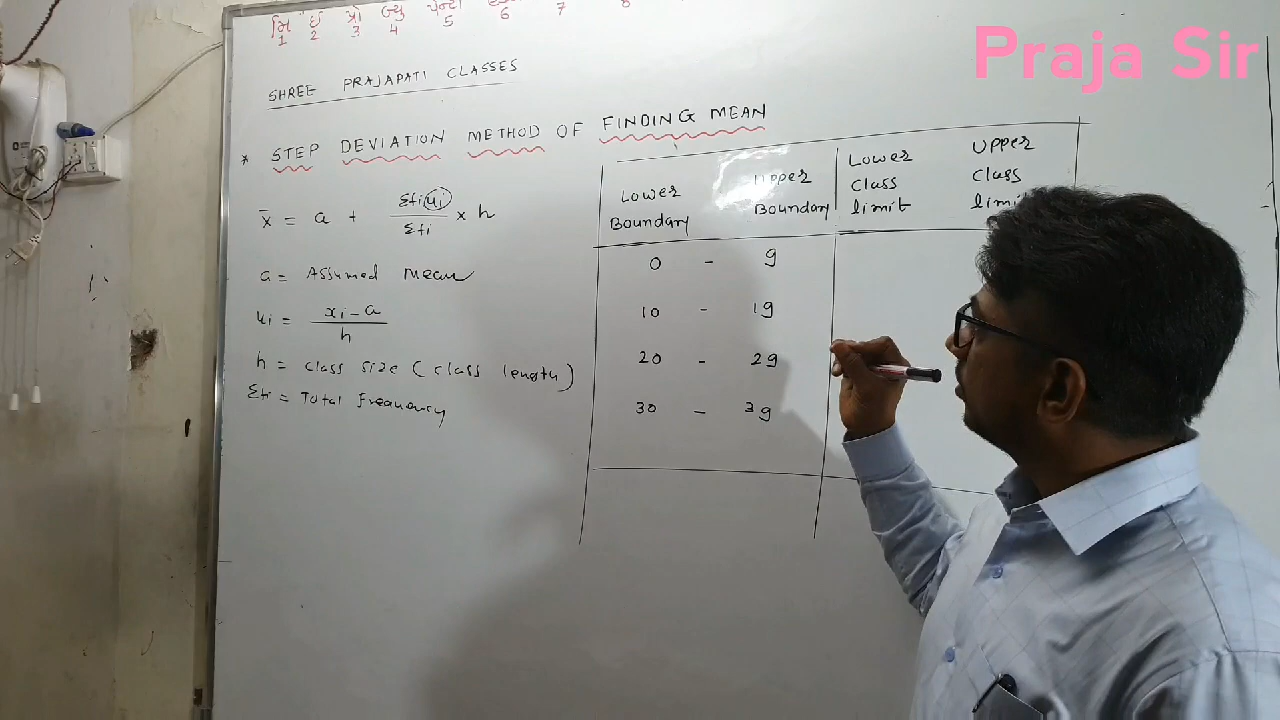 મિ ઇ પ્રો બ્યુ પેન્ટા
1 2 3 4 5 6 7 8
Praja Sir
SHREE PRAJAPATI CLASSES
* STEP DEVIATION METHOD OF FINDING MEAN
x̄ = a + Σfi(ui) / Σfi × h
a = Assumed mean
ui = xi - a / h
h = class size (class length)
Σfi = Total frequency
Lower Boundary - Upper Boundary
Lower Class limit
Upper Class limit
0 - 9
10 - 19
20 - 29
30 - 39